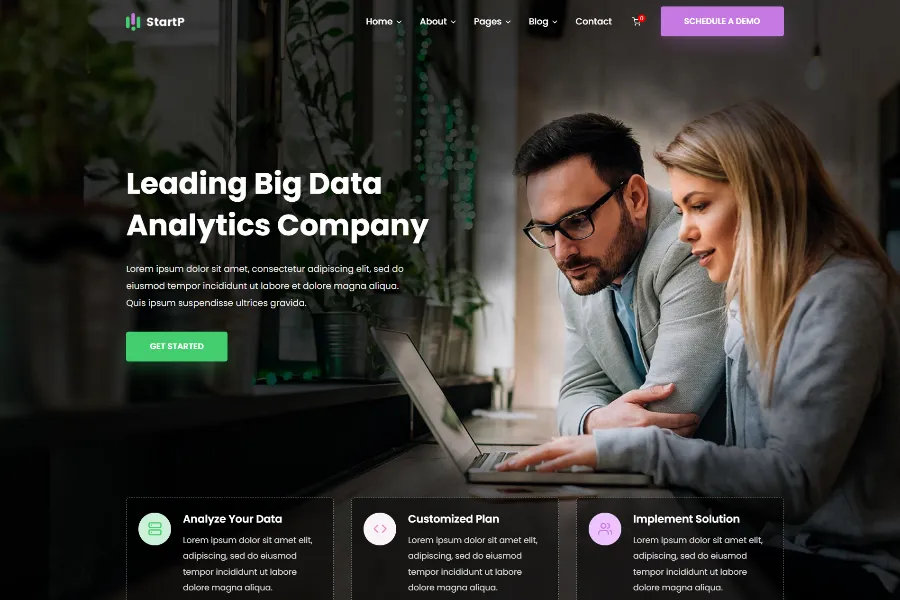 StartP
Home
About
Pages
Blog
Contact
0
SCHEDULE A DEMO
Leading Big Data
Analytics Company
Lorem ipsum dolor sit amet, consectetur adipiscing elit, sed do
eiusmod tempor incididunt ut labore et dolore magna aliqua.
Quis ipsum suspendisse ultrices gravida.
GET STARTED
Analyze Your Data
Lorem ipsum dolor sit amet elit,
adipiscing, sed do eiusmod
tempor incididunt ut labore
dolore magna aliqua.
Customized Plan
Lorem ipsum dolor sit amet elit,
adipiscing, sed do eiusmod
tempor incididunt ut labore
dolore magna aliqua.
Implement Solution
Lorem ipsum dolor sit amet elit,
adipiscing, sed do eiusmod
tempor incididunt ut labore
dolore magna aliqua.